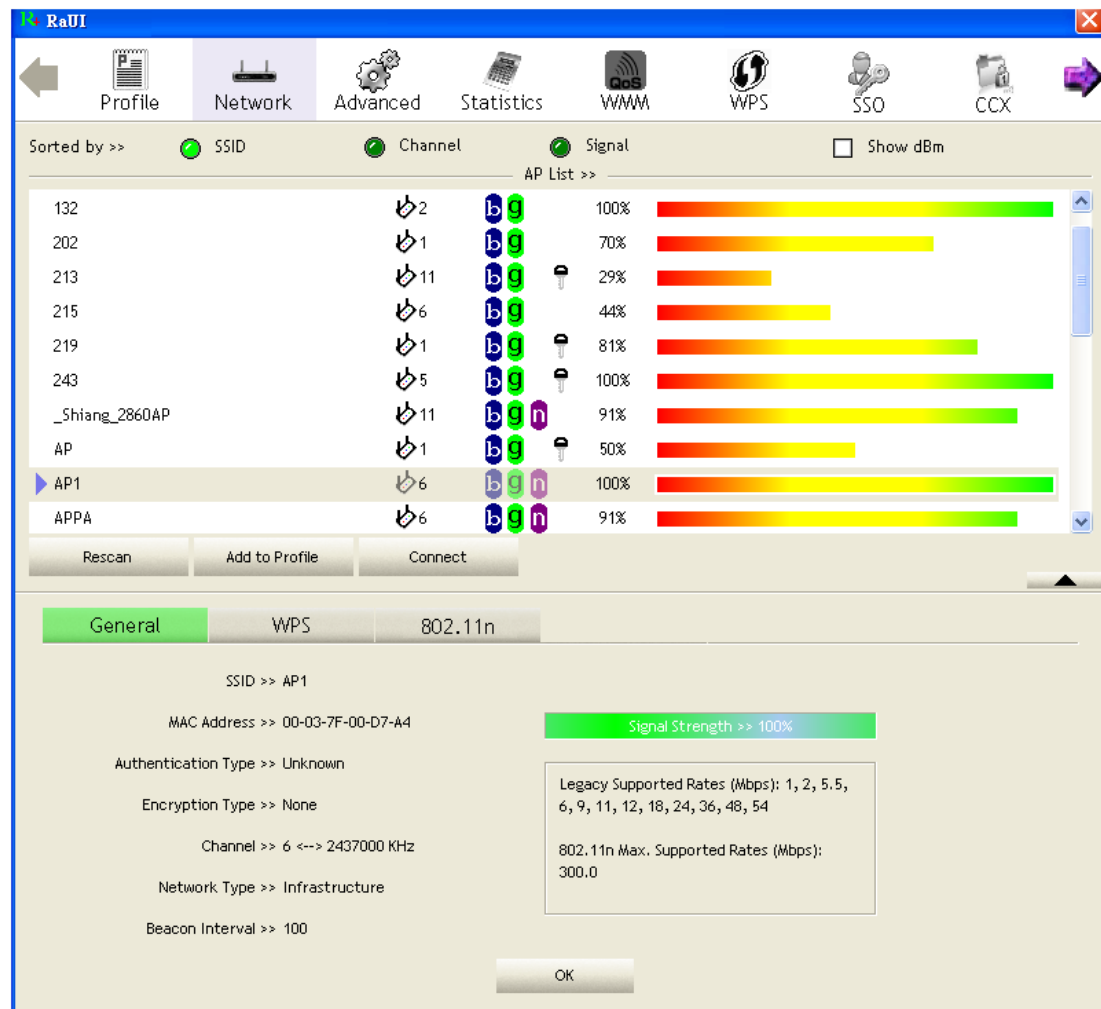 RaUI
Profile Network Advanced Statistics QoS WMM WPS SSO CCX
Sorted by >> SSID Channel Signal Show dBm
AP List >>
132 2 b g 100%
202 1 b g 70%
213 11 b g 29%
215 6 b g 44%
219 1 b g 81%
243 5 b g 100%
_Shiang_2860AP 11 b g n 91%
AP 1 b g 50%
AP1 6 b g n 100%
APPA 6 b g n 91%
Rescan Add to Profile Connect
General WPS 802.11n
SSID >> AP1
MAC Address >> 00-03-7F-00-D7-A4
Signal Strength >> 100%
Authentication Type >> Unknown
Encryption Type >> None
Channel >> 6 <--> 2437000 KHz
Network Type >> Infrastructure
Beacon Interval >> 100
Legacy Supported Rates (Mbps): 1, 2, 5.5,
6, 9, 11, 12, 18, 24, 36, 48, 54
802.11n Max. Supported Rates (Mbps):
300.0
OK